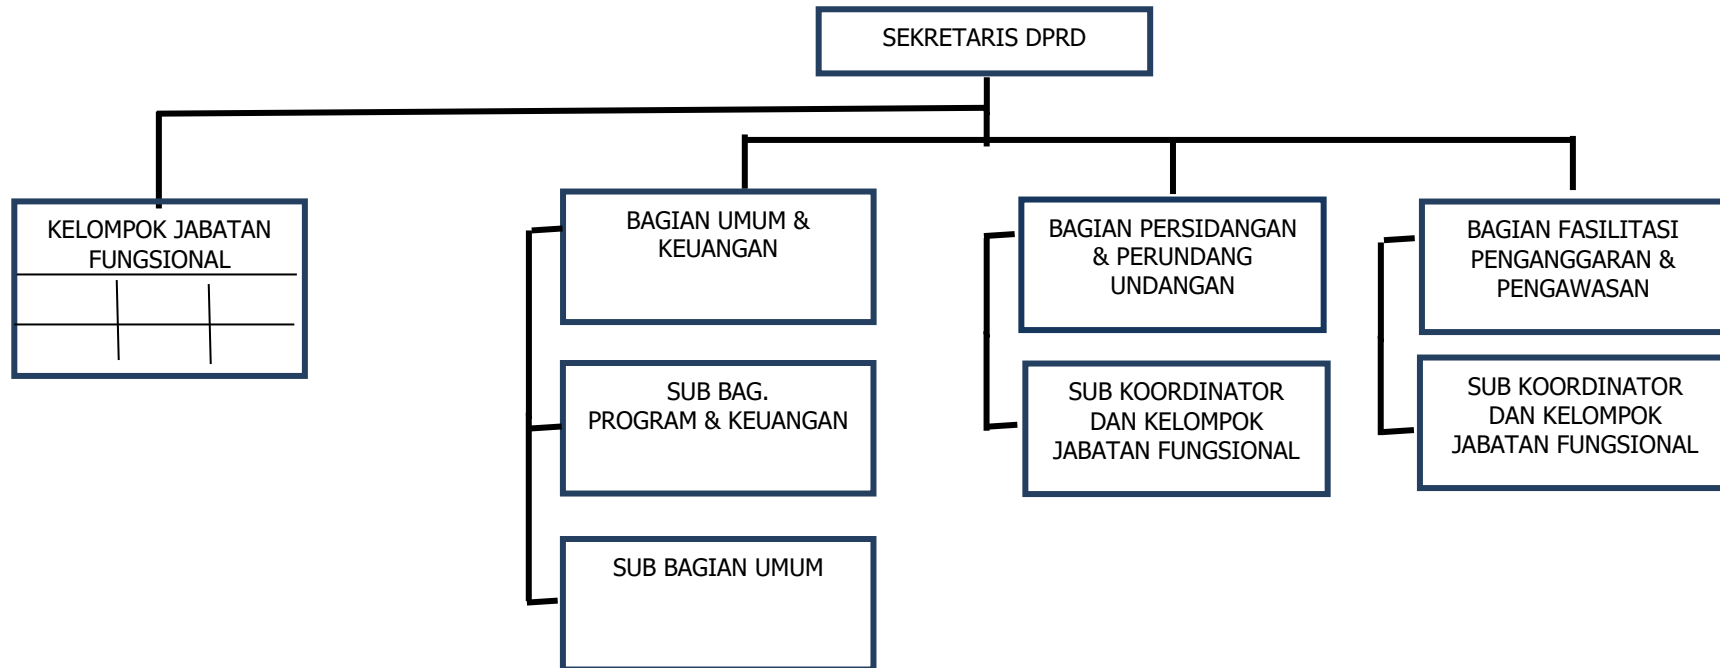 SEKRETARIS DPRD
KELOMPOK JABATAN
FUNGSIONAL
BAGIAN UMUM &
KEUANGAN
BAGIAN PERSIDANGAN
& PERUNDANG
UNDANGAN
BAGIAN FASILITASI
PENGANGGARAN &
PENGAWASAN
SUB BAG.
PROGRAM & KEUANGAN
SUB KOORDINATOR
DAN KELOMPOK
JABATAN FUNGSIONAL
SUB KOORDINATOR
DAN KELOMPOK
JABATAN FUNGSIONAL
SUB BAGIAN UMUM